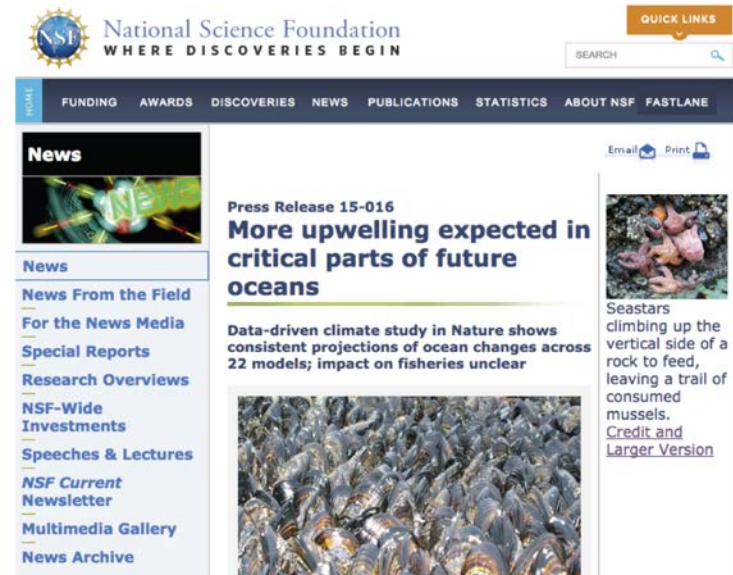 NSF
National Science Foundation
WHERE DISCOVERIES BEGIN
QUICK LINKS
SEARCH
HOME
FUNDING AWARDS DISCOVERIES NEWS PUBLICATIONS STATISTICS ABOUT NSF FASTLANE
News
NEWS
News
News From the Field
For the News Media
Special Reports
Research Overviews
NSF-Wide
Investments
Speeches & Lectures
NSF Current
Newsletter
Multimedia Gallery
News Archive
Email Print
Press Release 15-016
More upwelling expected in
critical parts of future
oceans
Data-driven climate study in Nature shows
consistent projections of ocean changes across
22 models; impact on fisheries unclear
Seastars
climbing up the
vertical side of a
rock to feed,
leaving a trail of
consumed
mussels.
Credit and
Larger Version